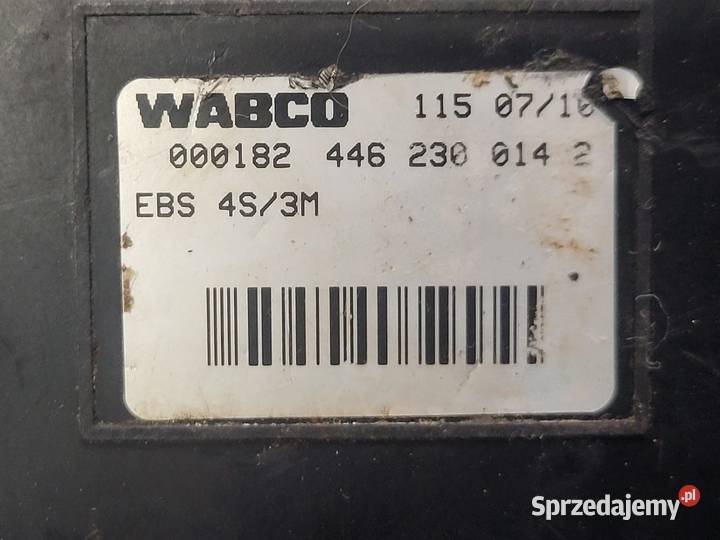 WABCO 115 07/10
000182 446 230 014 2
EBS 4S/3M
Sprzedajemy.pl